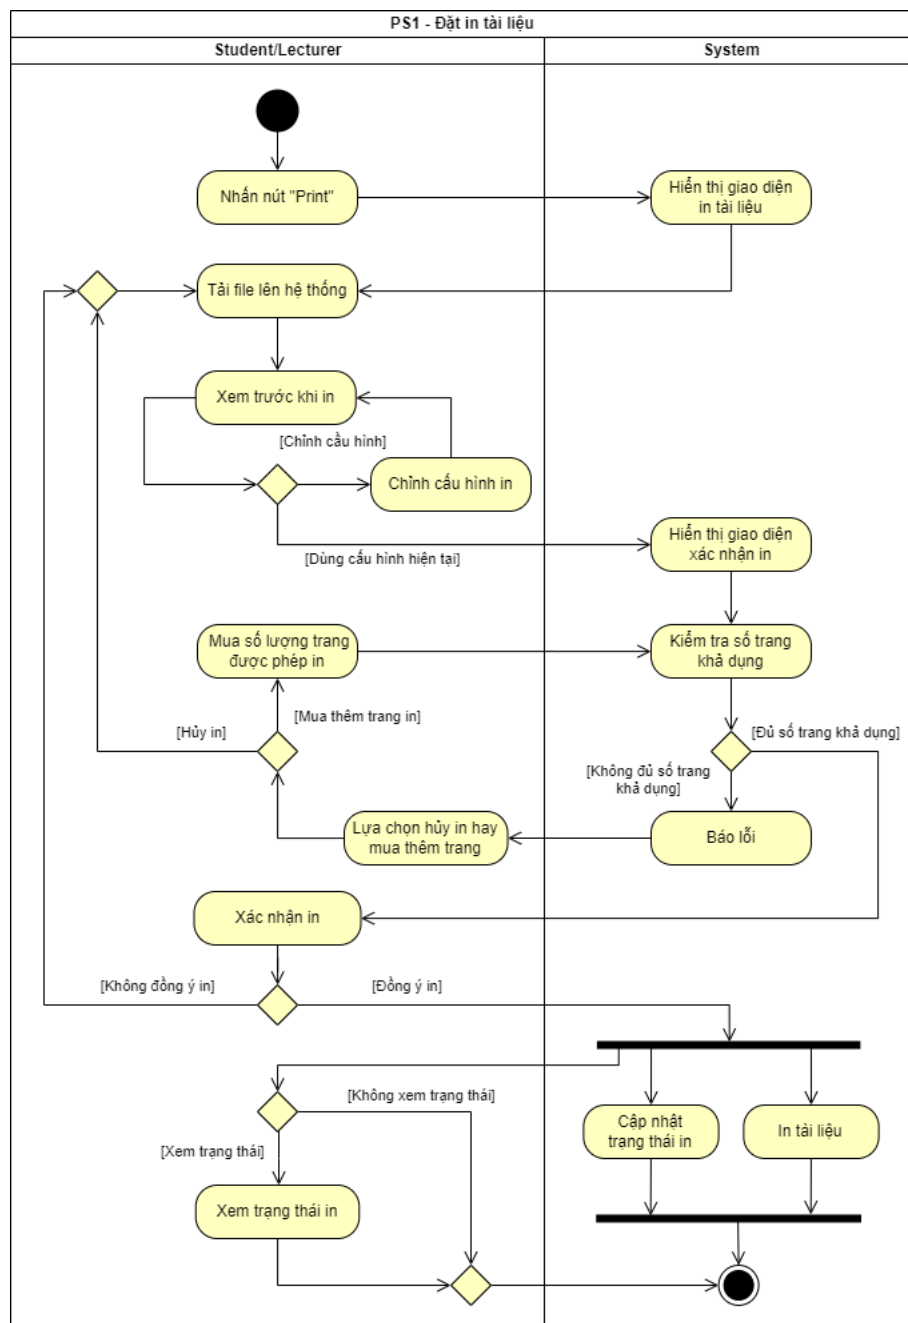 PS1 - Đặt in tài liệu
Student/Lecturer
System
Nhấn nút "Print"
Hiển thị giao diện
in tài liệu
Tải file lên hệ thống
Xem trước khi in
[Chỉnh cầu hình]
Chỉnh cấu hình in
[Dùng cấu hình hiện tại]
Hiển thị giao diện
xác nhận in
Mua số lượng trang
được phép in
Kiểm tra số trang
khả dụng
[Mua thêm trang in]
[Hủy in]
[Đủ số trang khả dụng]
[Không đủ số trang
khả dụng]
Lựa chọn hủy in hay
mua thêm trang
Báo lỗi
Xác nhận in
[Không đồng ý in]
[Đồng ý in]
[Không xem trạng thái]
Cập nhật
trạng thái in
In tài liệu
[Xem trạng thái]
Xem trạng thái in